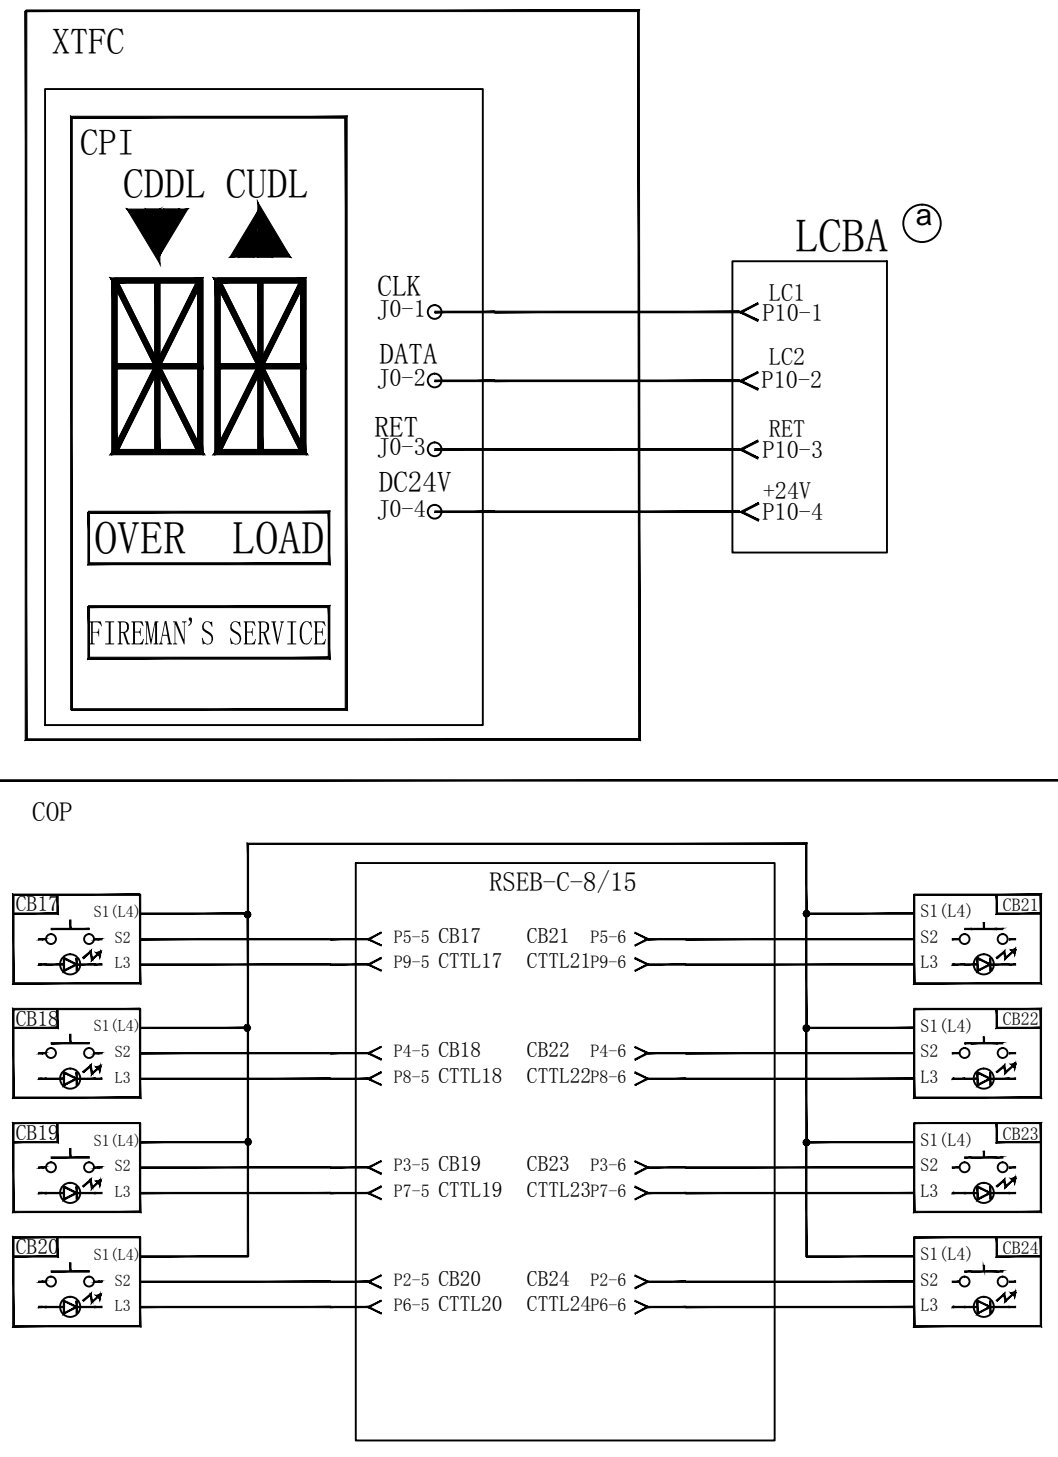 XTFC
CPI
CDDL CUDL
OVER LOAD
FIREMAN'S SERVICE
CLK
J0-1
DATA
J0-2
RET
J0-3
DC24V
J0-4
LCBA a
LC1
P10-1
LC2
P10-2
RET
P10-3
+24V
P10-4
COP
RSEB-C-8/15
CB17 S1(L4)
S2
L3
P5-5 CB17 CB21 P5-6
P9-5 CTTL17 CTTL21P9-6
S1(L4) CB21
S2
L3
CB18 S1(L4)
S2
L3
P4-5 CB18 CB22 P4-6
P8-5 CTTL18 CTTL22P8-6
S1(L4) CB22
S2
L3
CB19 S1(L4)
S2
L3
P3-5 CB19 CB23 P3-6
P7-5 CTTL19 CTTL23P7-6
S1(L4) CB23
S2
L3
CB20 S1(L4)
S2
L3
P2-5 CB20 CB24 P2-6
P6-5 CTTL20 CTTL24P6-6
S1(L4) CB24
S2
L3